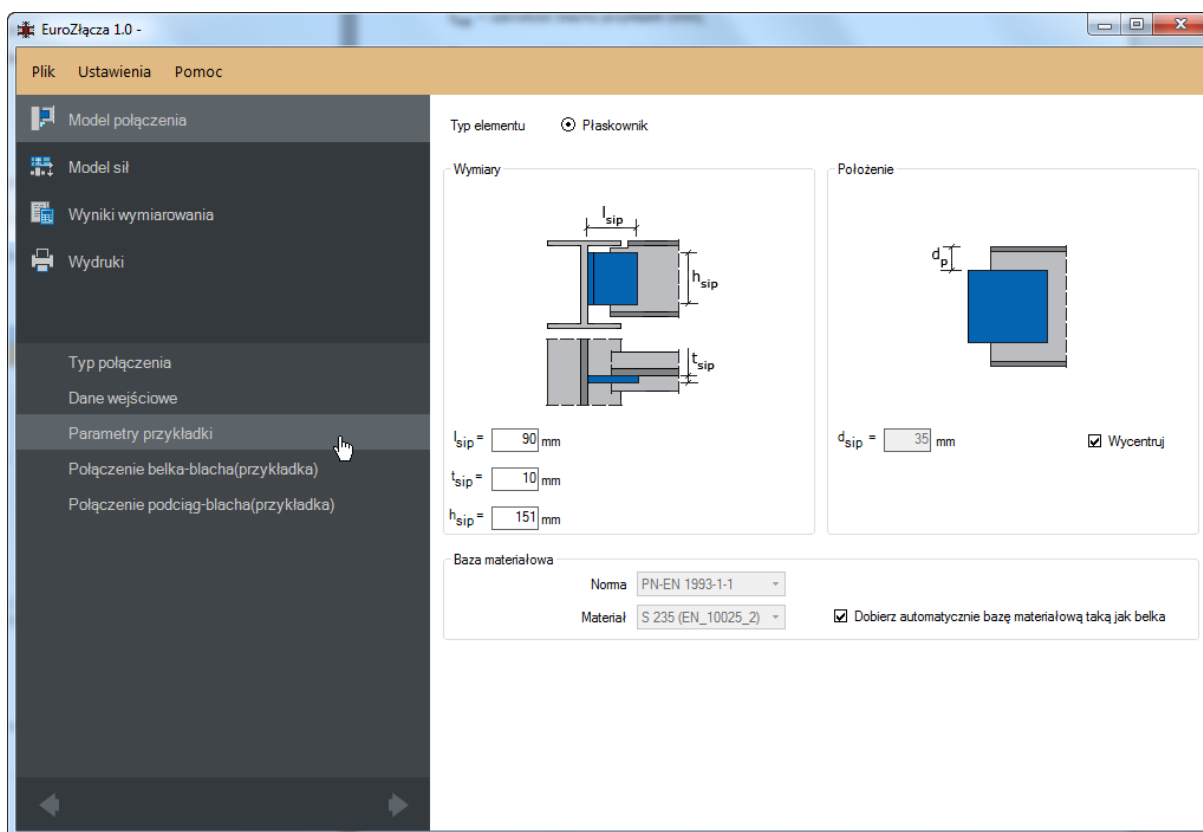 EuroZłącza 1.0 -
Plik Ustawienia Pomoc
Model połączenia
Model sił
Wyniki wymiarowania
Wydruki
Typ połączenia
Dane wejściowe
Parametry przykładki
Połączenie belka-blacha(przykładka)
Połączenie podciąg-blacha(przykładka)
Typ elementu Płaskownik
Wymiary
lsip
hsip
tsip
lsip = 90 mm
tsip = 10 mm
hsip = 151 mm
Położenie
dp
dsip = 35 mm Wycentruj
Baza materiałowa
Norma PN-EN 1993-1-1
Materiał S 235 (EN_10025_2) Dobierz automatycznie bazę materiałową taką jak belka